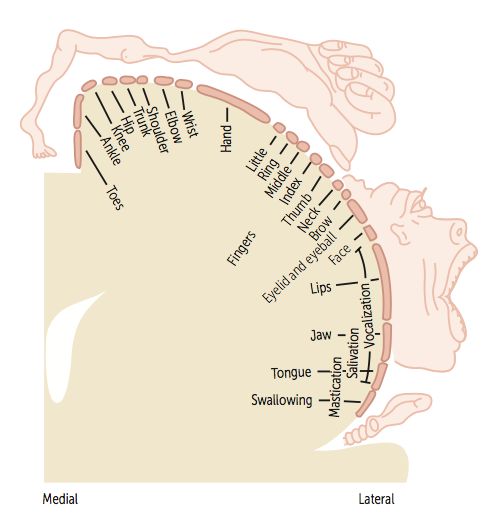 Toes
Ankle
Knee
Hip
Trunk
Shoulder
Elbow
Wrist
Hand
Little
Ring
Middle
Index
Thumb
Fingers
Neck
Brow
Eyelid and eyeball
Face
Lips
Jaw
Tongue
Swallowing
Mastication
Salivation
Vocalization
Medial
Lateral